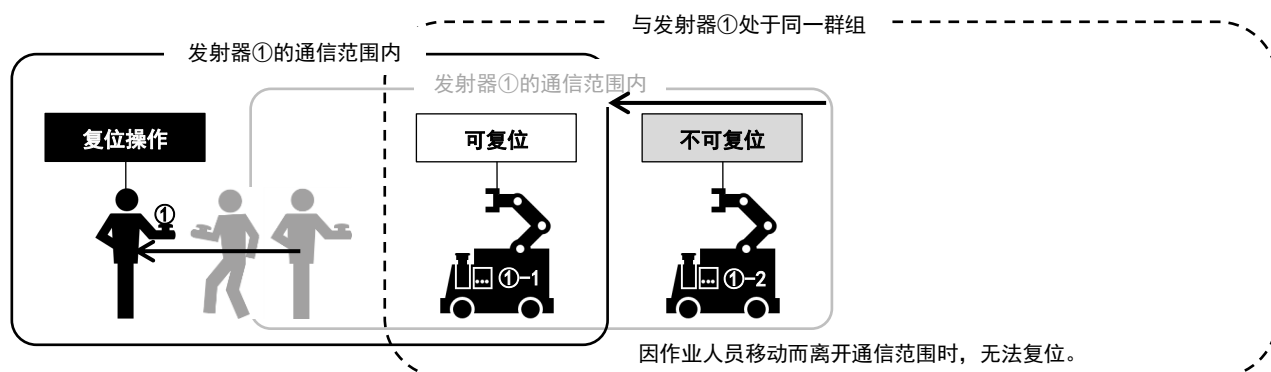 与发射器①处于同一群组
发射器①的通信范围内
发射器①的通信范围内
复位操作
可复位
不可复位
①
①-1
①-2
因作业人员移动而离开通信范围时，无法复位。